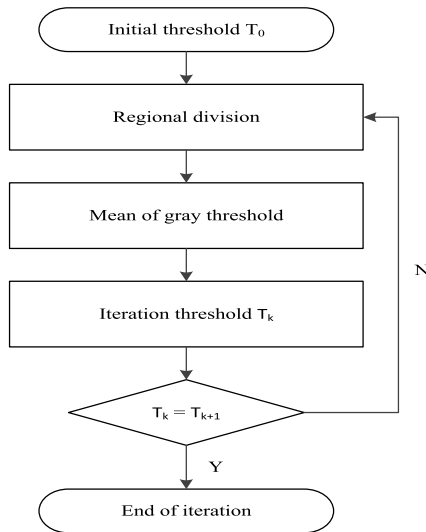 Initial threshold T₀
Regional division
Mean of gray threshold
Iteration threshold Tₖ
N
Tₖ = Tₖ₊₁
Y
End of iteration